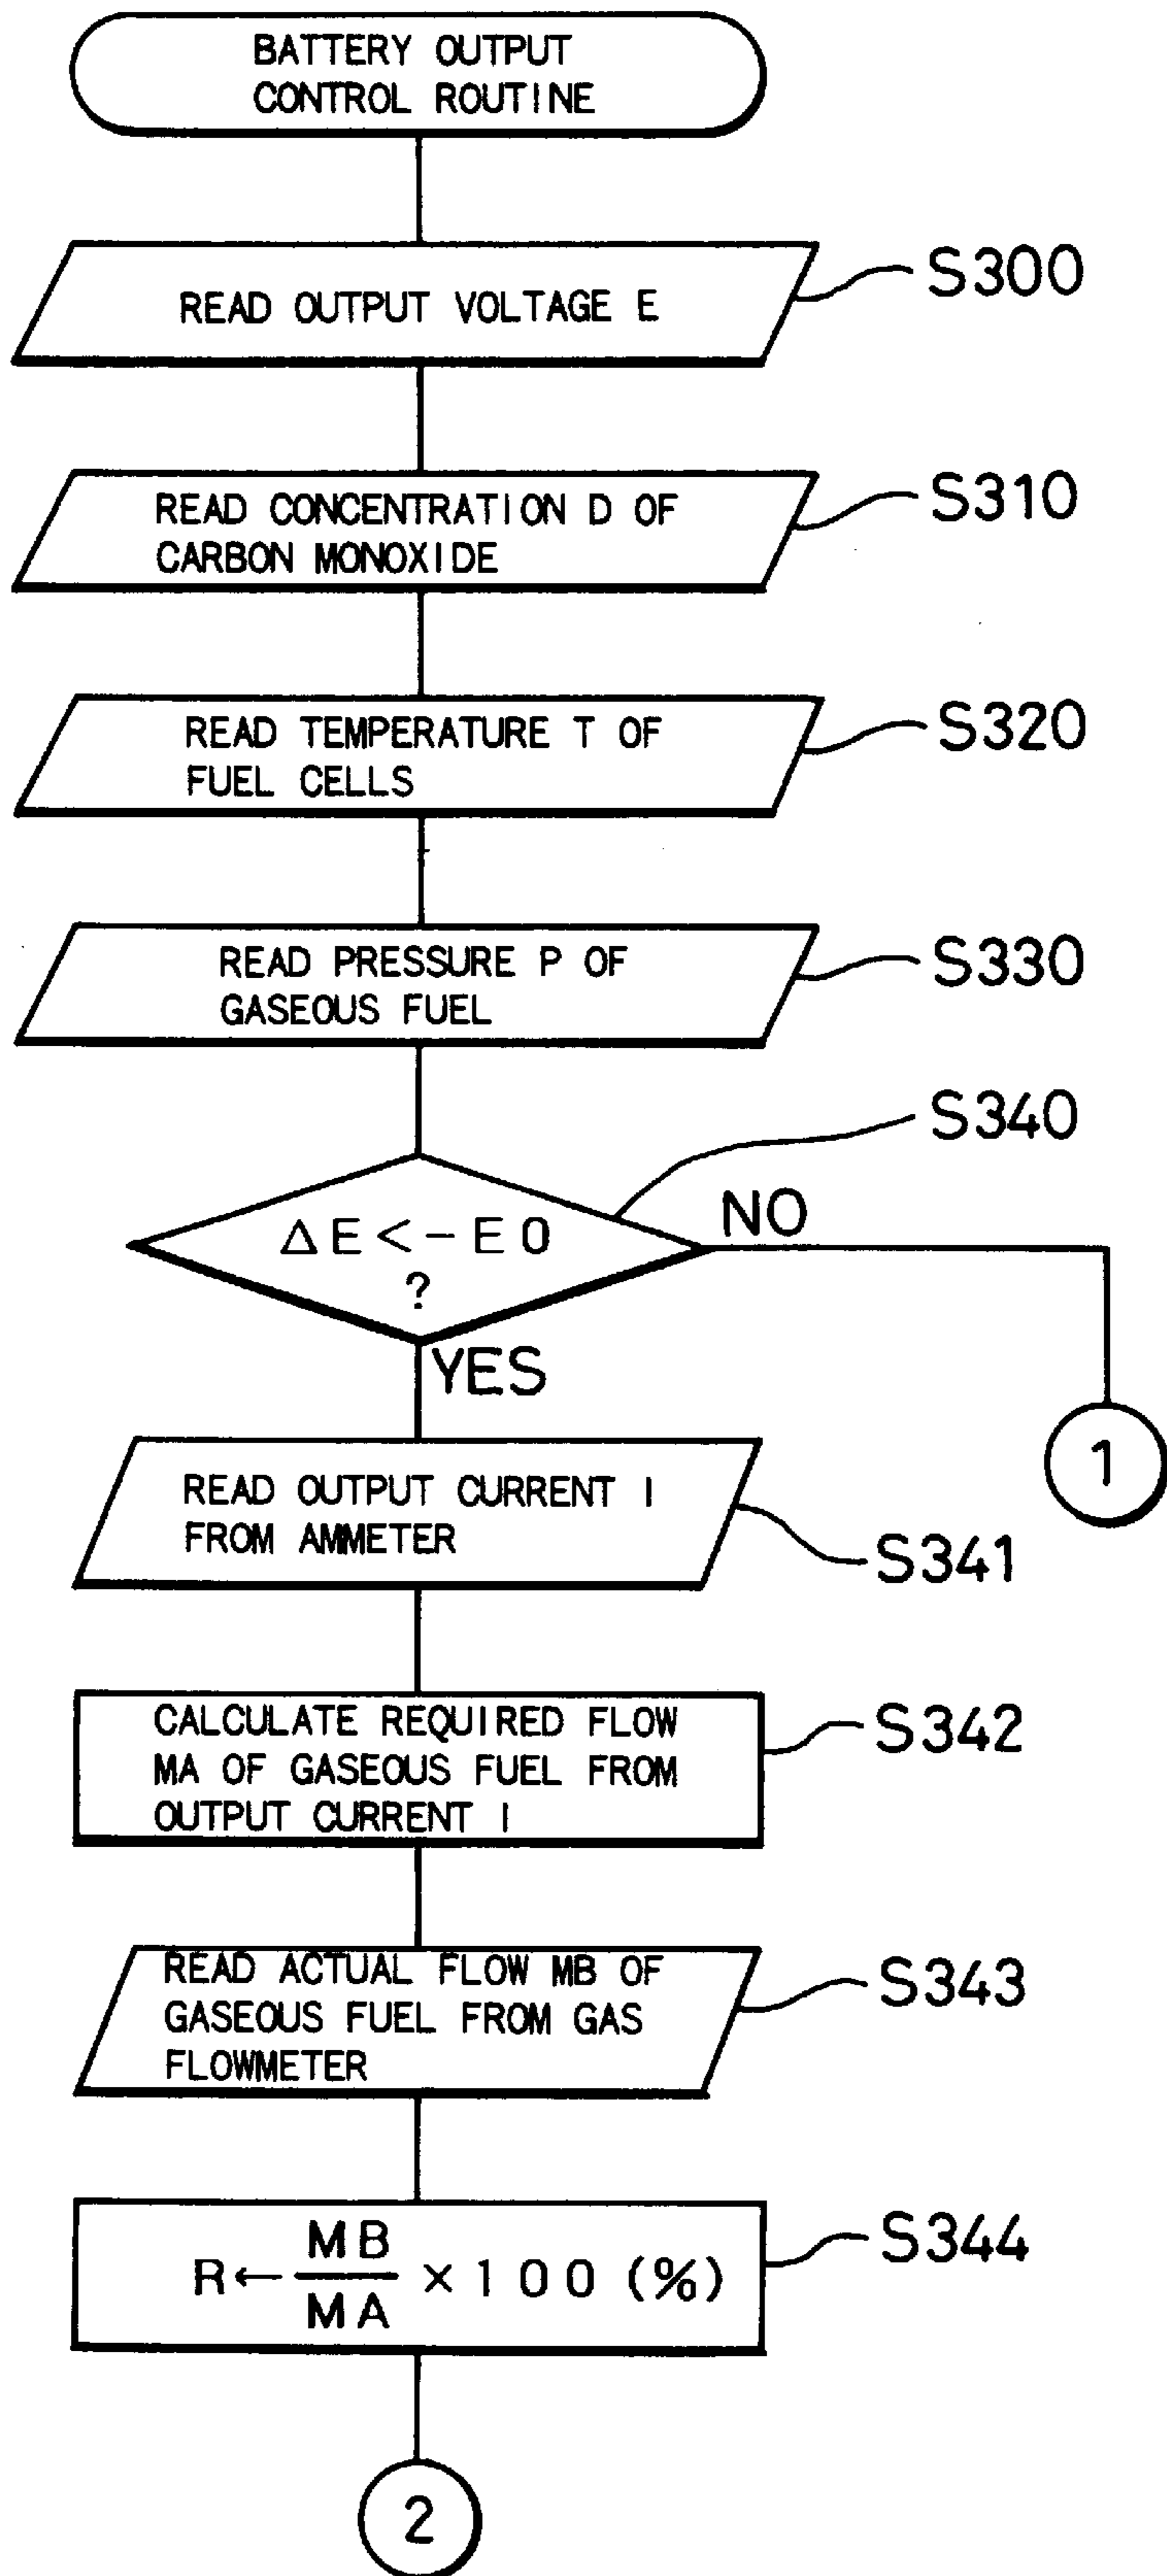 BATTERY OUTPUT
CONTROL ROUTINE
READ OUTPUT VOLTAGE E
S300
READ CONCENTRATION D OF
CARBON MONOXIDE
S310
READ TEMPERATURE T OF
FUEL CELLS
S320
READ PRESSURE P OF
GASEOUS FUEL
S330
S340
ΔE<-E0
?
NO
YES
1
READ OUTPUT CURRENT I
FROM AMMETER
S341
CALCULATE REQUIRED FLOW
MA OF GASEOUS FUEL FROM
OUTPUT CURRENT I
S342
READ ACTUAL FLOW MB OF
GASEOUS FUEL FROM GAS
FLOWMETER
S343
R←MB/MA×100(%)
S344
2